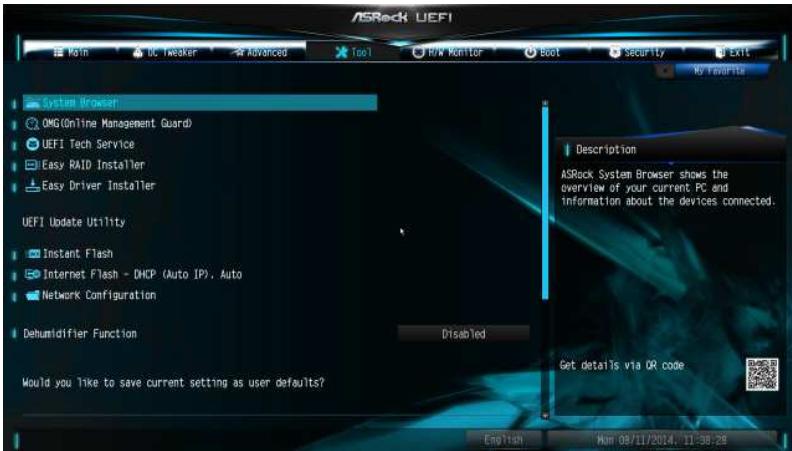 ASRock UEFI
Main
OC Tweaker
Advanced
Tool
H/W Monitor
Boot
Security
Exit
My Favorite
System Browser
OMG(Online Management Guard)
UEFI Tech Service
Easy RAID Installer
Easy Driver Installer
UEFI Update Utility
Instant Flash
Internet Flash - DHCP (Auto IP), Auto
Network Configuration
Dehumidifier Function
Disabled
Would you like to save current setting as user defaults?
Description
ASRock System Browser shows the
overview of your current PC and
information about the devices connected.
Get details via QR code
English
Mon 08/11/2014, 11:38:28